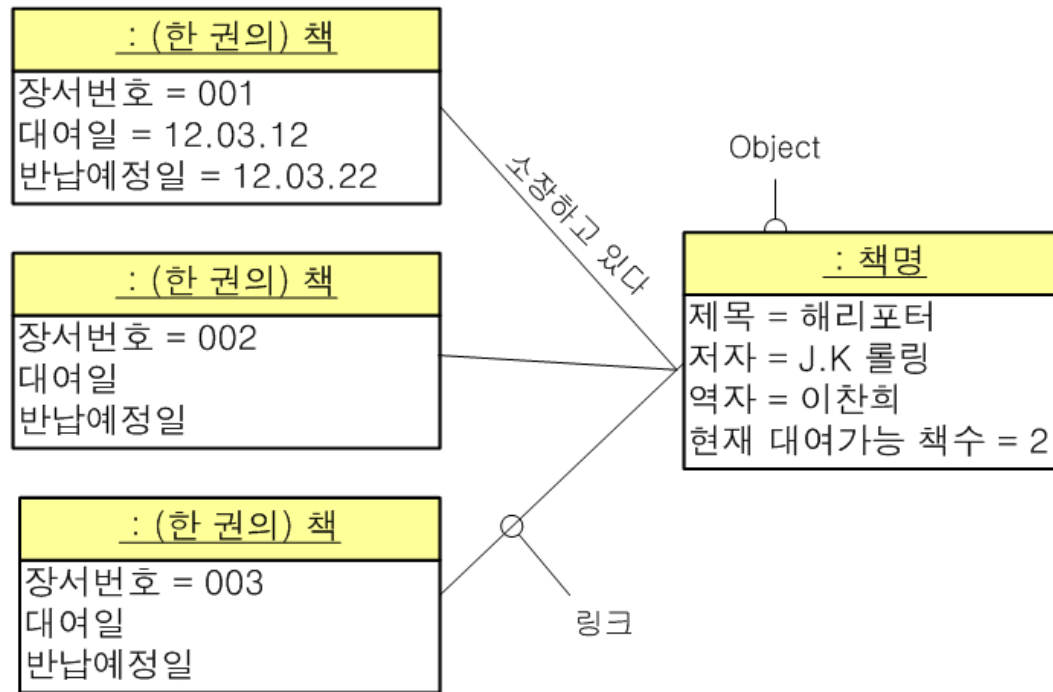 : (한 권의) 책
장서번호 = 001
대여일 = 12.03.12
반납예정일 = 12.03.22
: (한 권의) 책
장서번호 = 002
대여일
반납예정일
: (한 권의) 책
장서번호 = 003
대여일
반납예정일
소장하고 있다
링크
Object
: 책명
제목 = 해리포터
저자 = J.K 롤링
역자 = 이찬희
현재 대여가능 책수 = 2